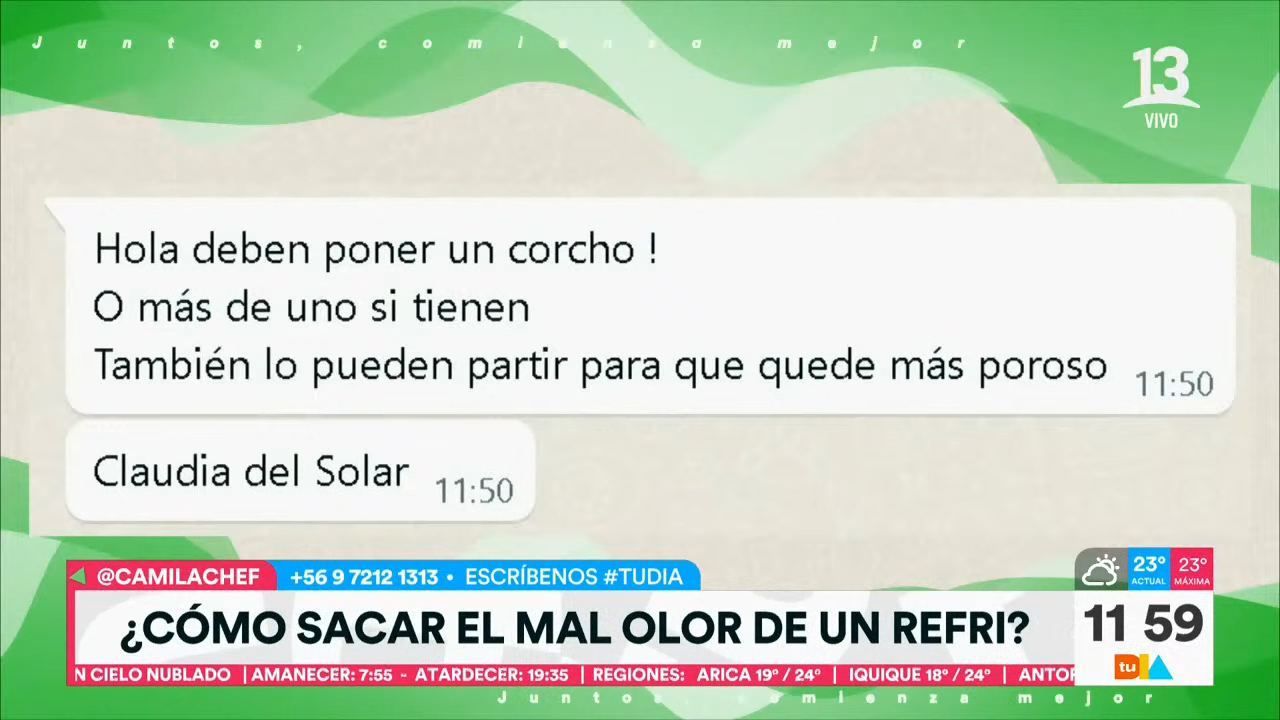 Juntos, comienza mejor
13
VIVO
Hola deben poner un corcho !
O más de uno si tienen
También lo pueden partir para que quede más poroso
11:50
Claudia del Solar
11:50
@CAMILACHEF
+56 9 7212 1313 • ESCRÍBENOS #TUDIA
23° ACTUAL
23° MÁXIMA
¿CÓMO SACAR EL MAL OLOR DE UN REFRI?
11 59
tu DIA
N CIELO NUBLADO | AMANECER: 7:55 - ATARDECER: 19:35 | REGIONES: ARICA 19° / 24° | IQUIQUE 18° / 24° | ANTOF
Juntos, comienza mejor